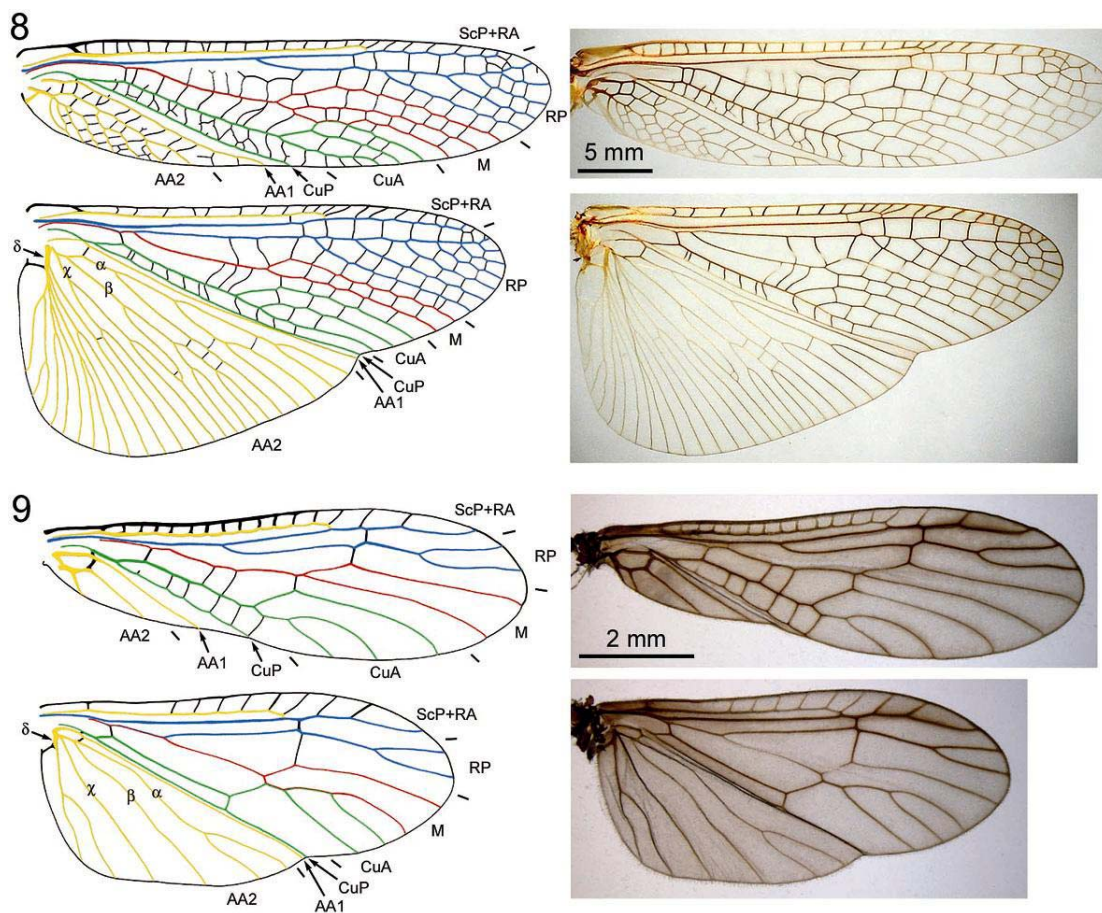 8
ScP+RA
RP
M
CuA
CuP
AA1
AA2
5 mm
ScP+RA
δ
χ
α
β
RP
M
CuA
CuP
AA1
AA2
9
ScP+RA
RP
M
CuA
CuP
AA1
AA2
2 mm
ScP+RA
δ
χ
β
α
RP
M
CuA
CuP
AA1
AA2